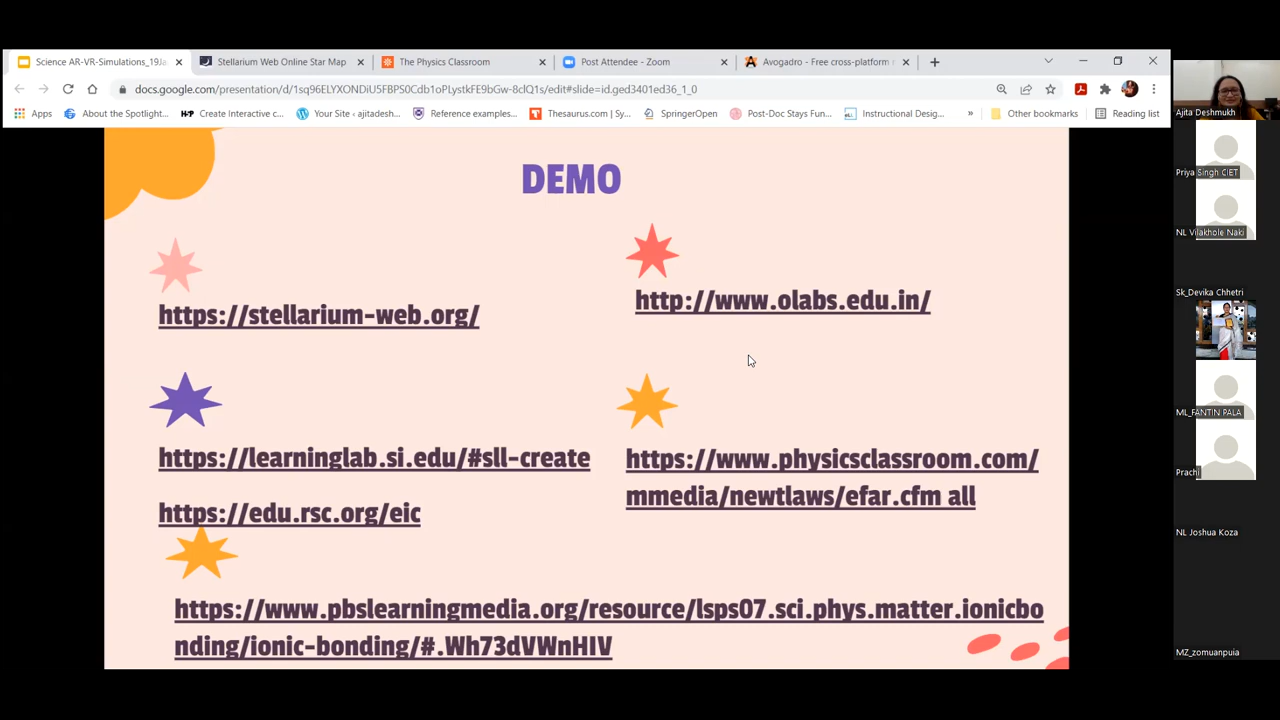 Science AR-VR-Simulations_19Ja
Stellarium Web Online Star Map
The Physics Classroom
Post Attendee - Zoom
Avogadro - Free cross-platform
docs.google.com/presentation/d/1sq96ELYXONDiU5FBPS0Cdb1oPLystkFE9bGw-8clQ1s/edit#slide=id.ged3401ed36_1_0
Apps
About the Spotlight...
H-P Create Interactive c...
Your Site ‹ ajitadesh...
Reference examples...
Thesaurus.com | Sy...
SpringerOpen
Post-Doc Stays Fun...
Instructional Desig...
»
Other bookmarks
Reading list
DEMO
https://stellarium-web.org/
http://www.olabs.edu.in/
https://learninglab.si.edu/#sll-create
https://www.physicsclassroom.com/
mmedia/newtlaws/efar.cfm all
https://edu.rsc.org/eic
https://www.pbslearningmedia.org/resource/lsps07.sci.phys.matter.ionicbo
nding/ionic-bonding/#.Wh73dVWnHIV
Ajita Deshmukh
Priya Singh CIET
NL Vilakhole Naki
Sk_Devika Chhetri
ML_FANTIN PALA
Prachi
NL Joshua Koza
MZ_zomuanpuia